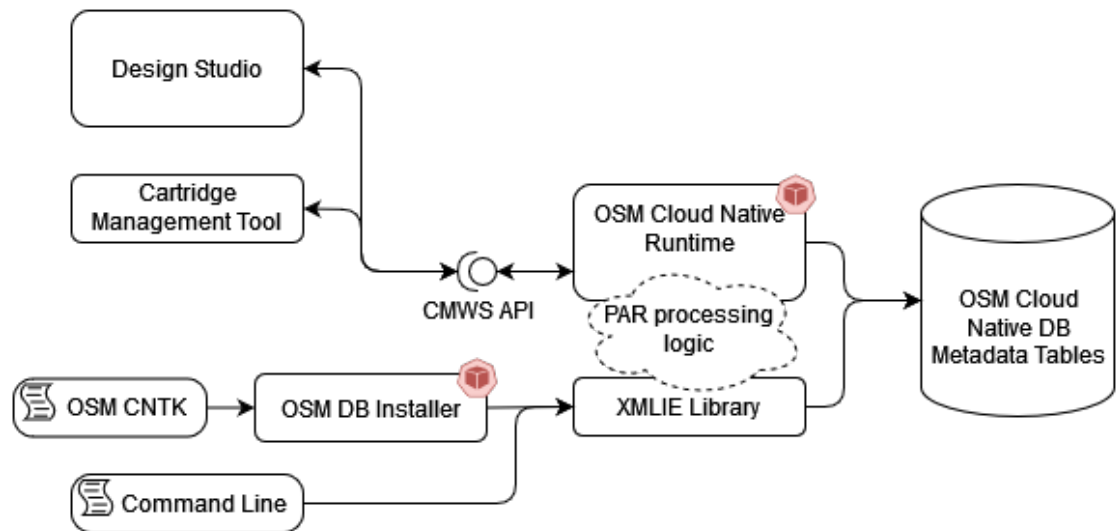 Design Studio
Cartridge
Management Tool
OSM Cloud Native
Runtime
CMWS API
PAR processing
logic
OSM Cloud
Native DB
Metadata Tables
OSM CNTK
OSM DB Installer
XMLIE Library
Command Line